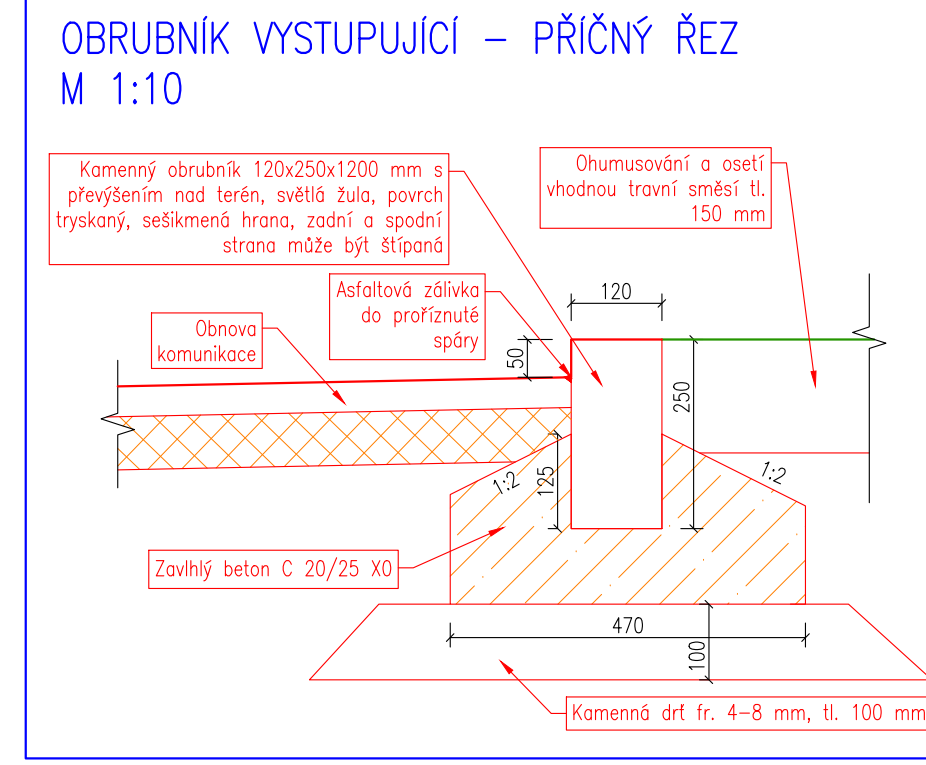 OBRUBNÍK VYSTUPUJÍCÍ – PŘÍČNÝ ŘEZ
M 1:10
Kamenný obrubník 120x250x1200 mm s
převýšením nad terén, světlá žula, povrch
tryskaný, sešikmená hrana, zadní a spodní
strana může být štípaná
Ohumusování a osetí
vhodnou travní směsí tl.
150 mm
Asfaltová zálivka
do proříznuté
spáry
120
Obnova
komunikace
50
250
1:2
125
1:2
Zavlhlý beton C 20/25 X0
470
100
Kamenná drť fr. 4–8 mm, tl. 100 mm